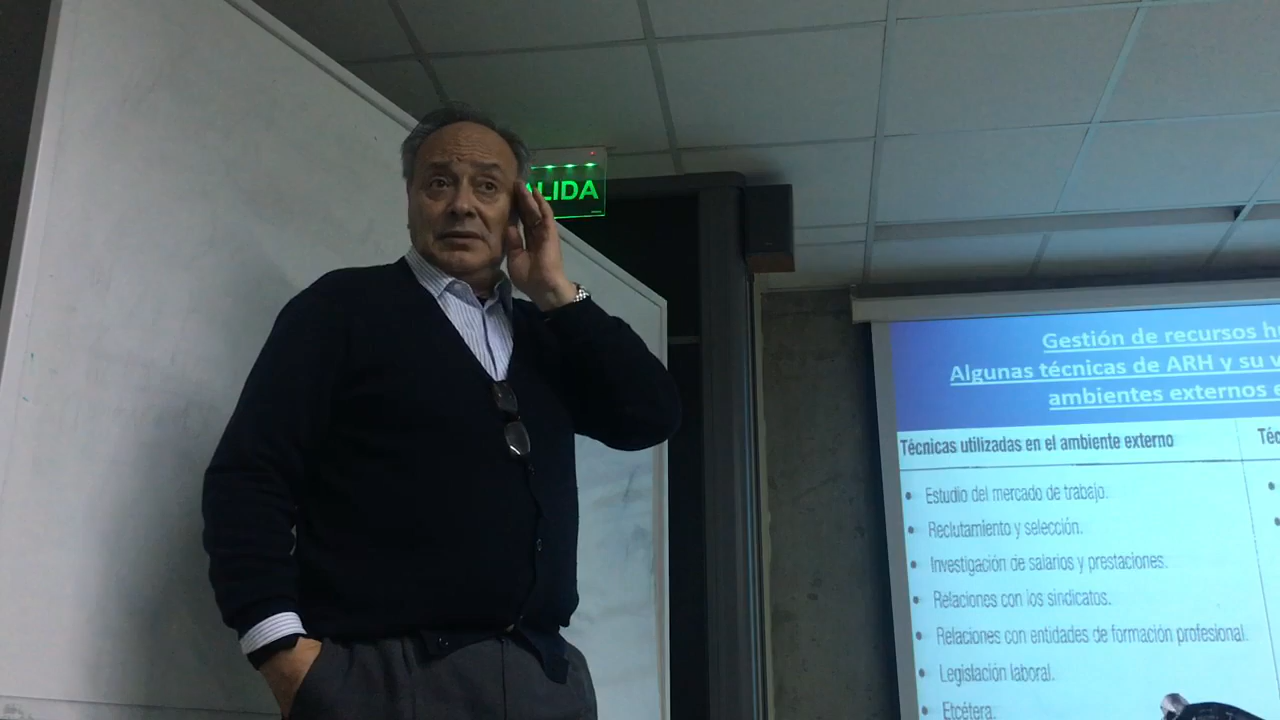 ALIDA
Gestión de recursos h
Algunas técnicas de ARH y su v
ambientes externos e
Técnicas utilizadas en el ambiente externo
Téc
• Estudio del mercado de trabajo.
• Reclutamiento y selección.
• Investigación de salarios y prestaciones.
• Relaciones con los sindicatos.
• Relaciones con entidades de formación profesional.
• Legislación laboral.
• Etcétera.